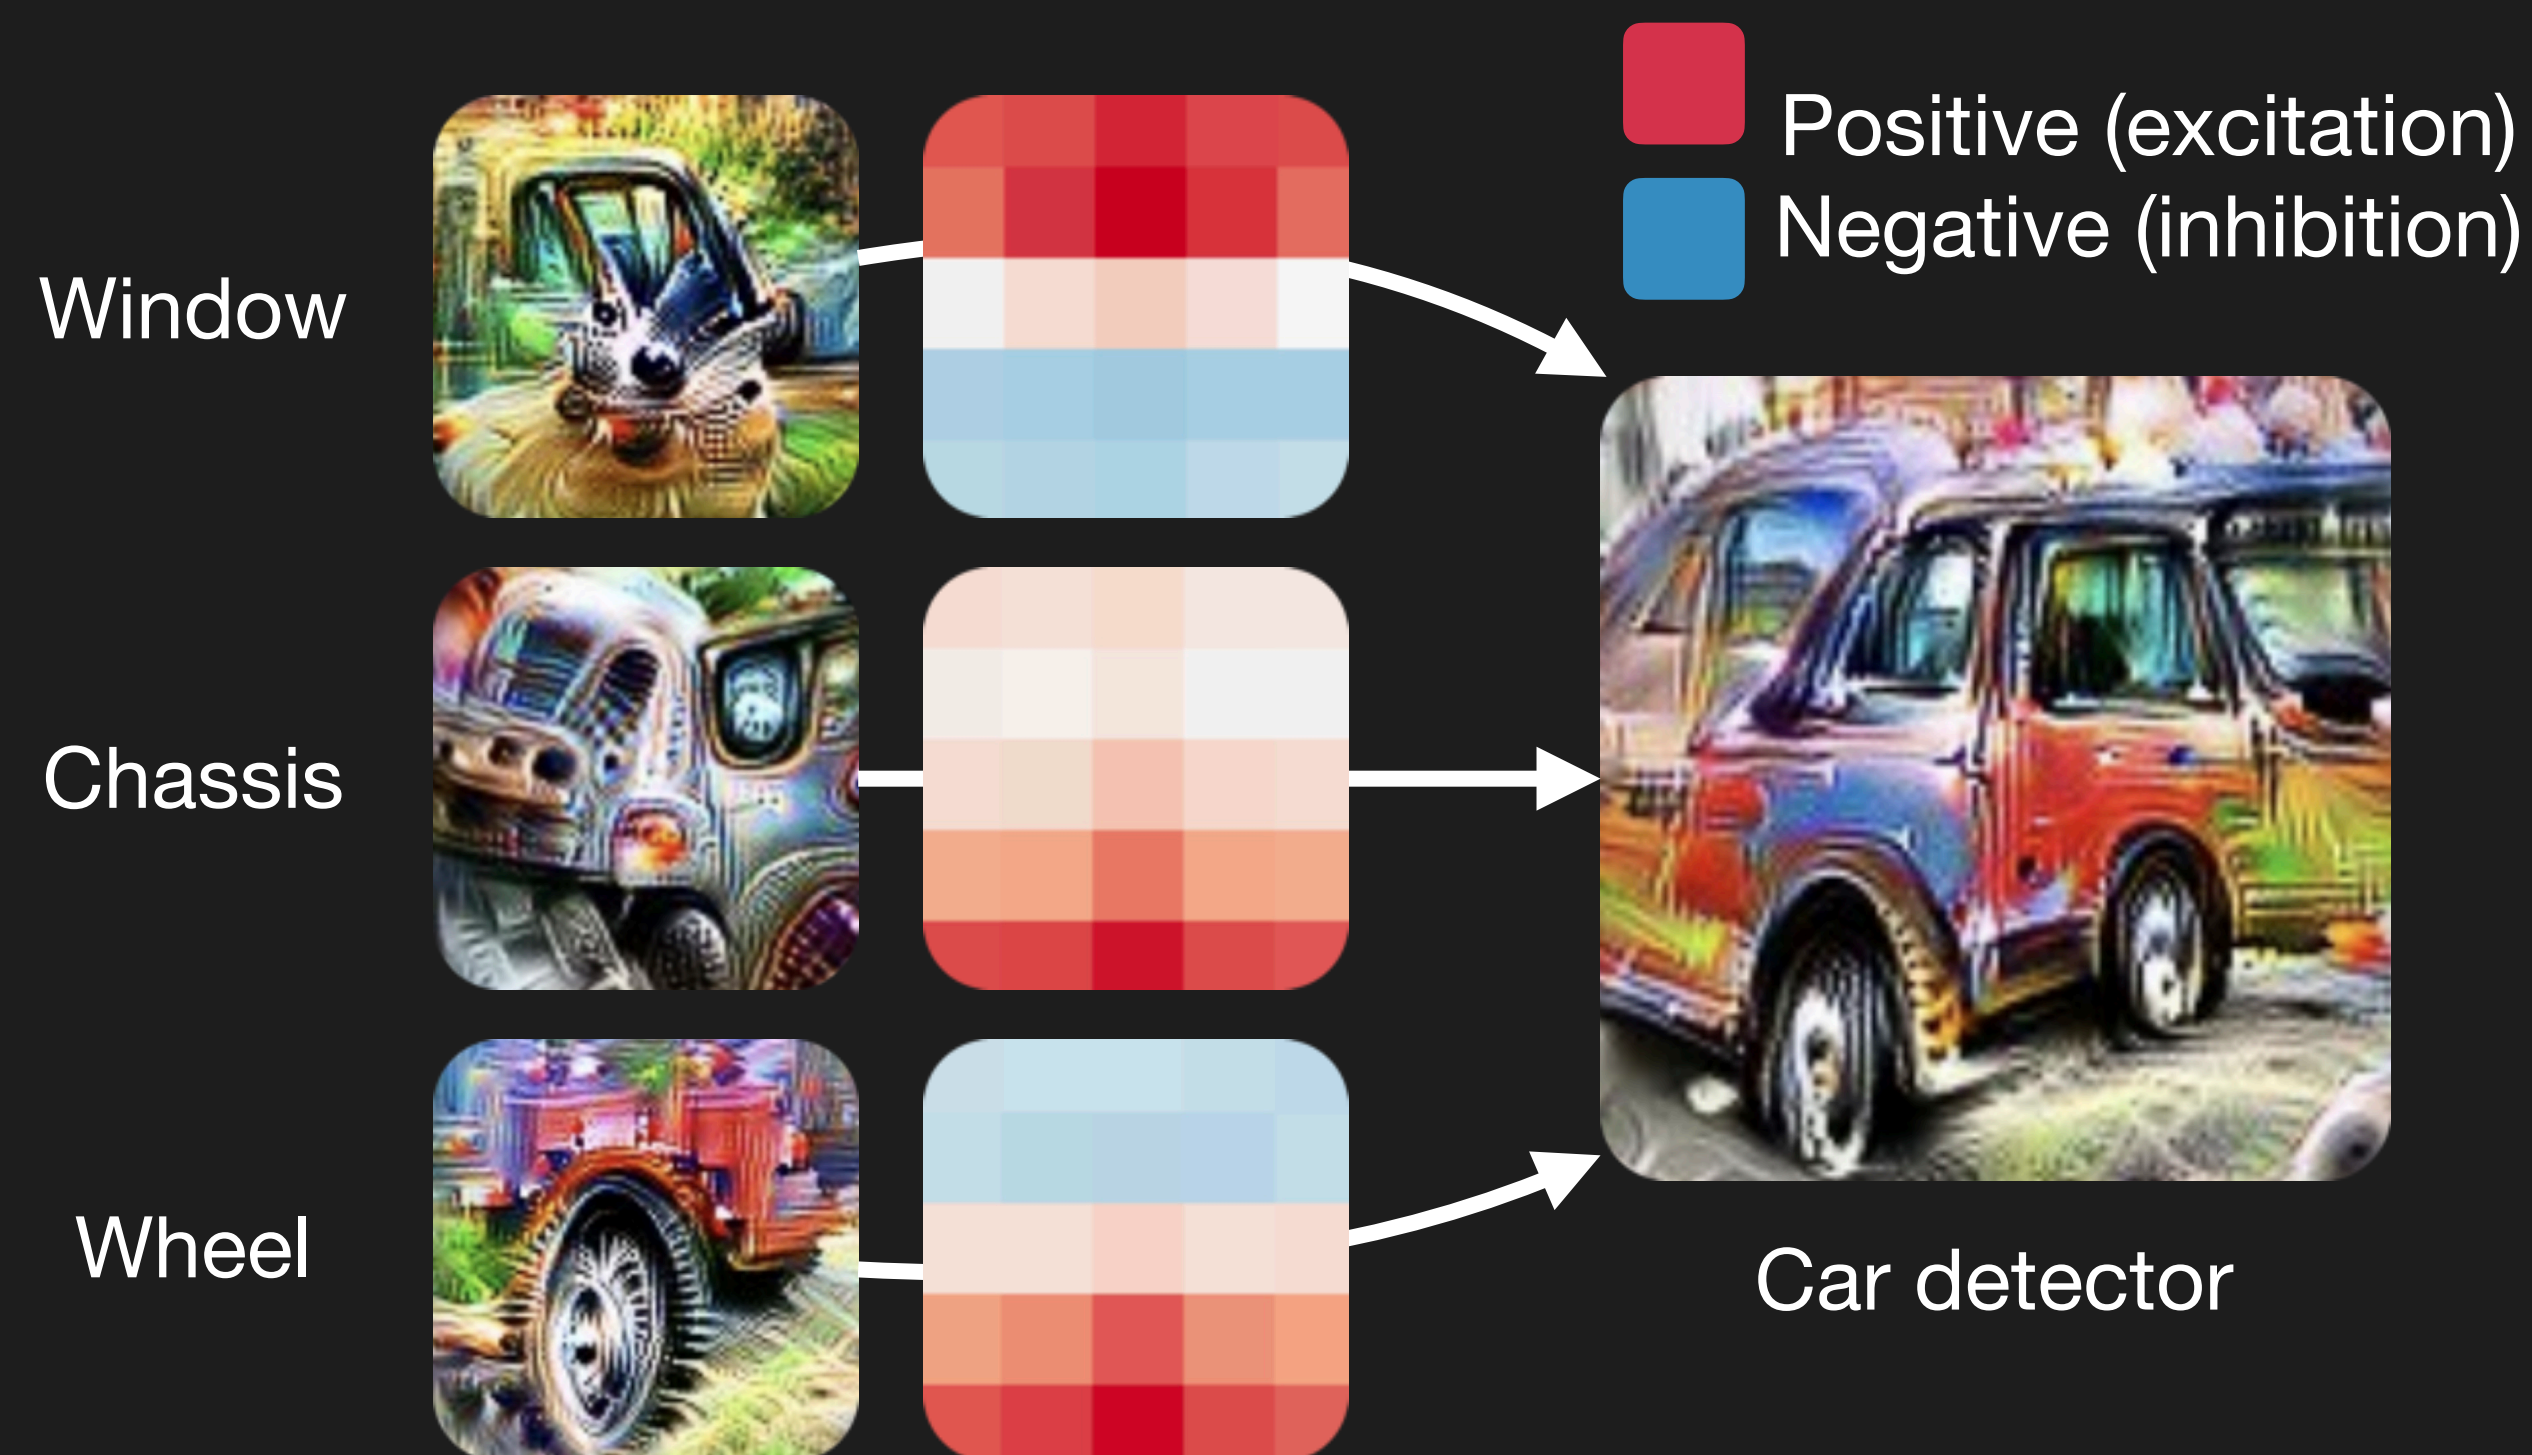 Positive (excitation)
Negative (inhibition)
Window
Chassis
Wheel
Car detector